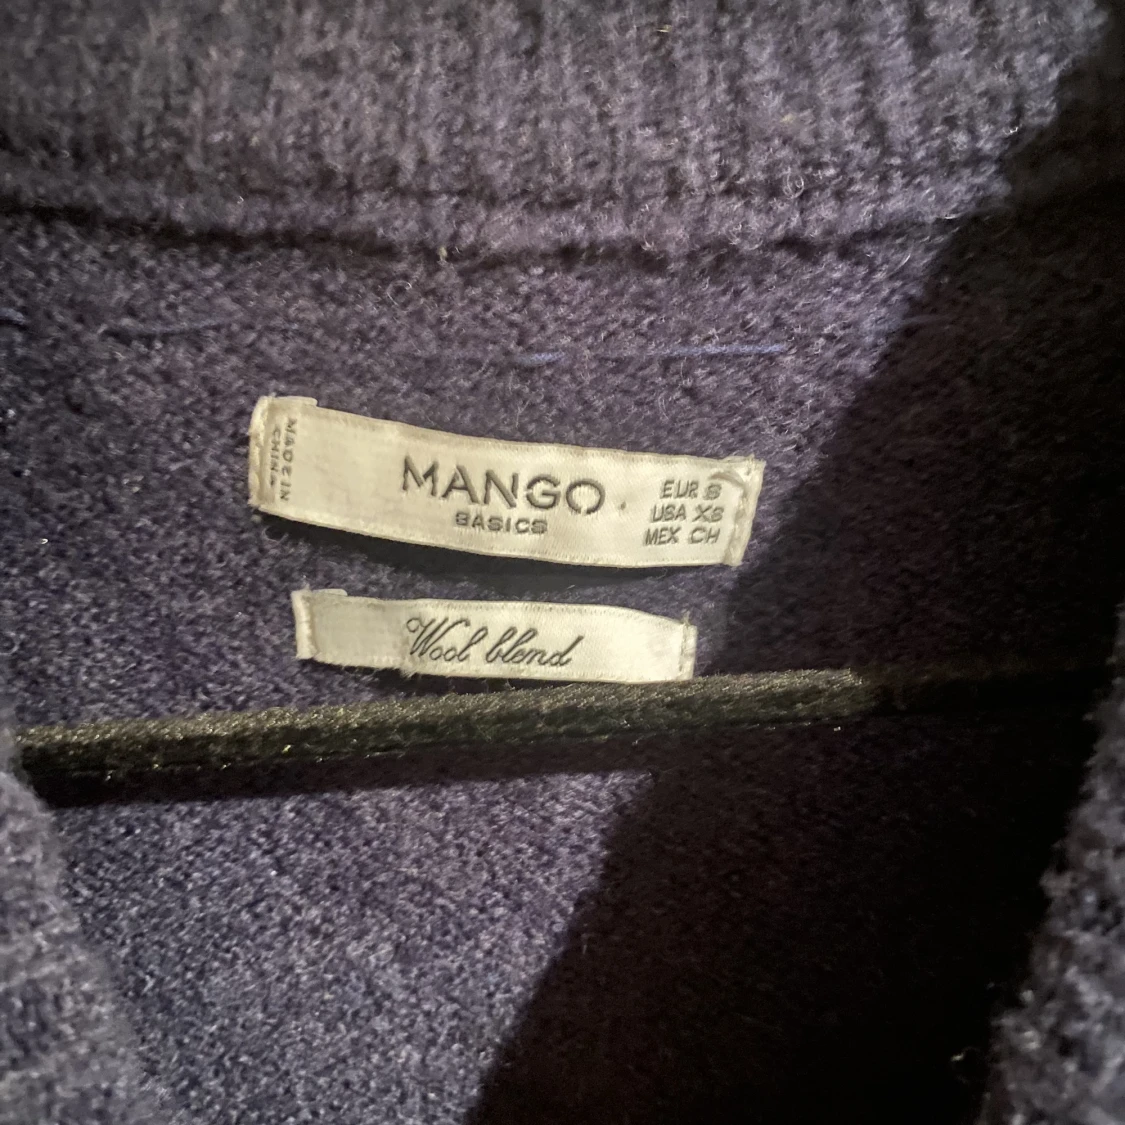 MADE IN
CHINA
MANGO
BASICS
EUR S
USA XS
MEX CH
Wool blend